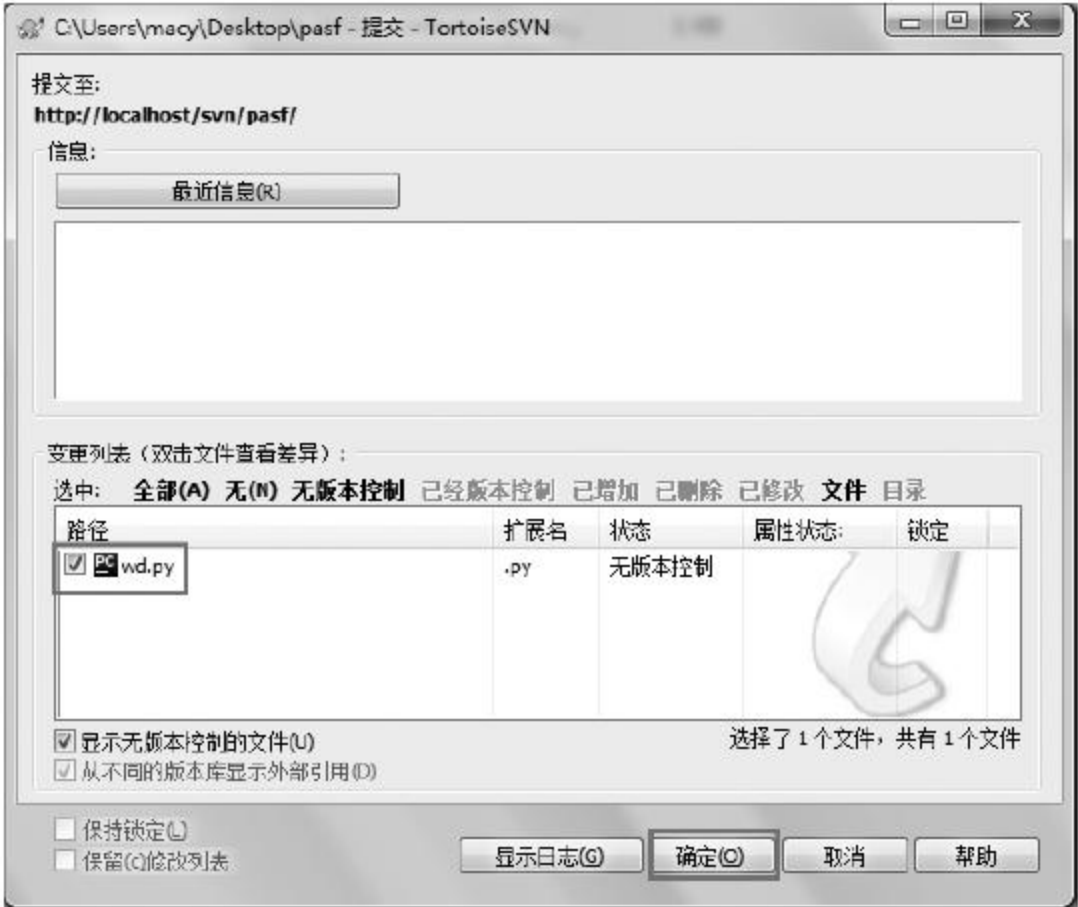 C:\Users\macy\Desktop\pasf - 提交 - TortoiseSVN
提交至:
http://localhost/svn/pasf/
信息:
最近信息(R)
变更列表（双击文件查看差异）:
选中: 全部(A) 无(N) 无版本控制 已经版本控制 已增加 已删除 已修改 文件 目录
路径 扩展名 状态 属性状态: 锁定
PC wd.py .py 无版本控制
显示无版本控制的文件(U)
选择了1个文件，共有1个文件
从不同的版本库显示外部引用(D)
保持锁定(L)
保留(C)修改列表
显示日志(G) 确定(O) 取消 帮助